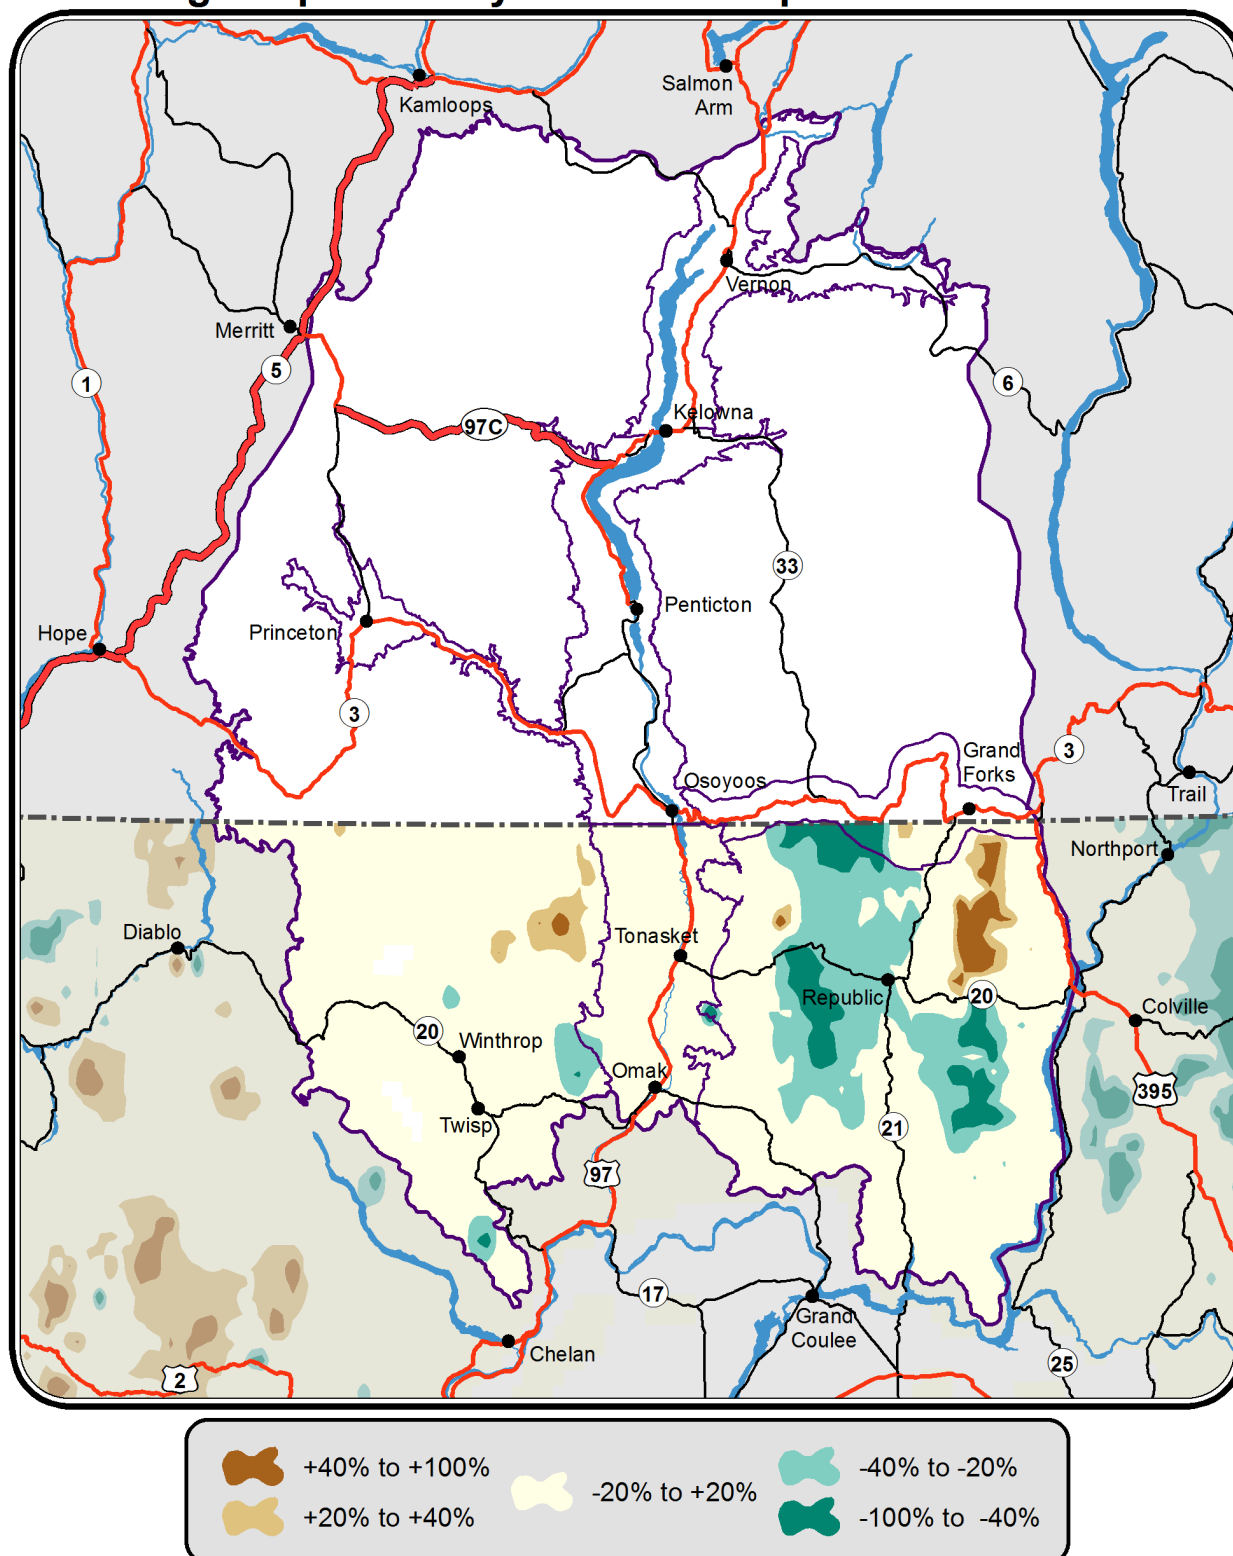 Kamloops
Salmon
Arm
Vernon
Merritt
5
1
6
97C
Kelowna
33
Penticton
Princeton
Hope
3
Grand
Forks
3
Osoyoos
Trail
Northport
Diablo
Tonasket
Republic
20
Colville
20
Winthrop
Omak
395
Twisp
21
97
17
Grand
Coulee
Chelan
25
2
+40% to +100%
+20% to +40%
-20% to +20%
-40% to -20%
-100% to -40%